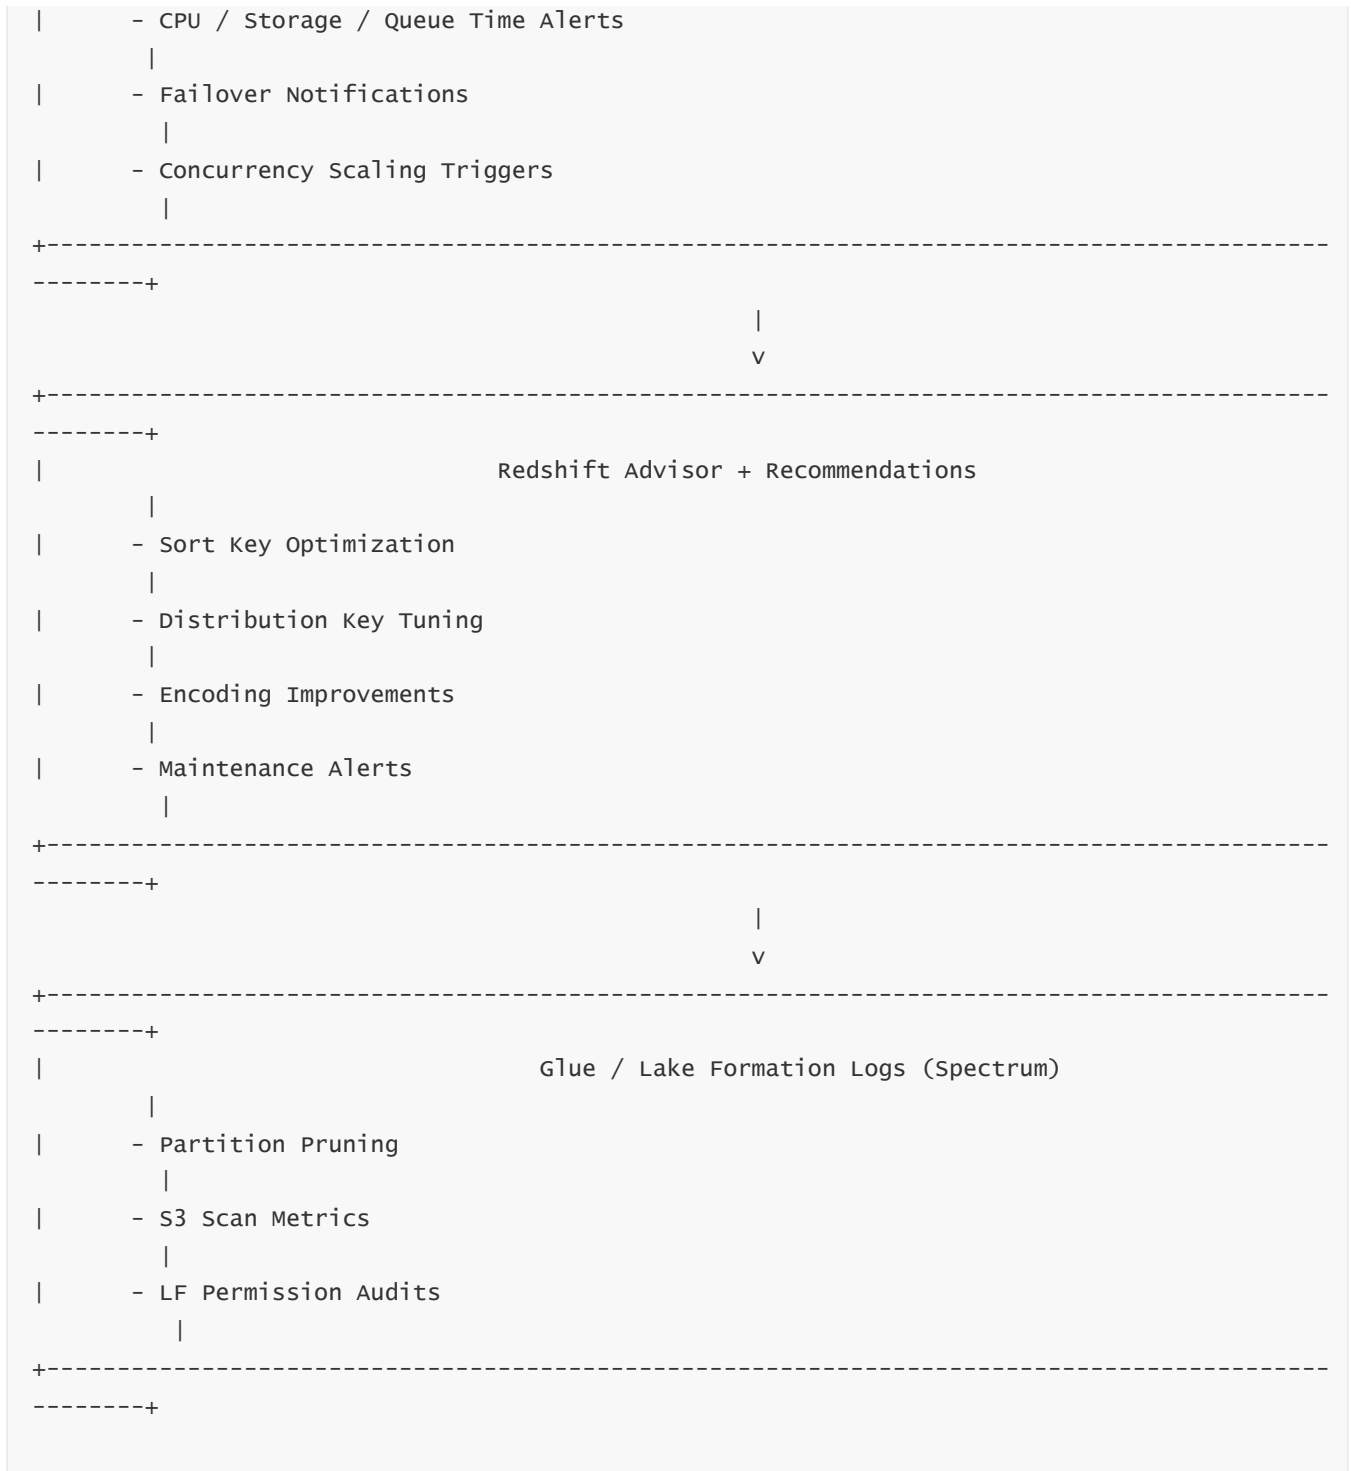 |      - CPU / Storage / Queue Time Alerts
        |
|      - Failover Notifications
         |
|      - Concurrency Scaling Triggers
         |
+-------------------------------------------------------------------------------------------
--------+
                                                   |
                                                   v
+-------------------------------------------------------------------------------------------
--------+
|                                Redshift Advisor + Recommendations
        |
|      - Sort Key Optimization
        |
|      - Distribution Key Tuning
        |
|      - Encoding Improvements
        |
|      - Maintenance Alerts
         |
+-------------------------------------------------------------------------------------------
--------+
                                                   |
                                                   v
+-------------------------------------------------------------------------------------------
--------+
|                                   Glue / Lake Formation Logs (Spectrum)
        |
|      - Partition Pruning
         |
|      - S3 Scan Metrics
         |
|      - LF Permission Audits
          |
+-------------------------------------------------------------------------------------------
--------+